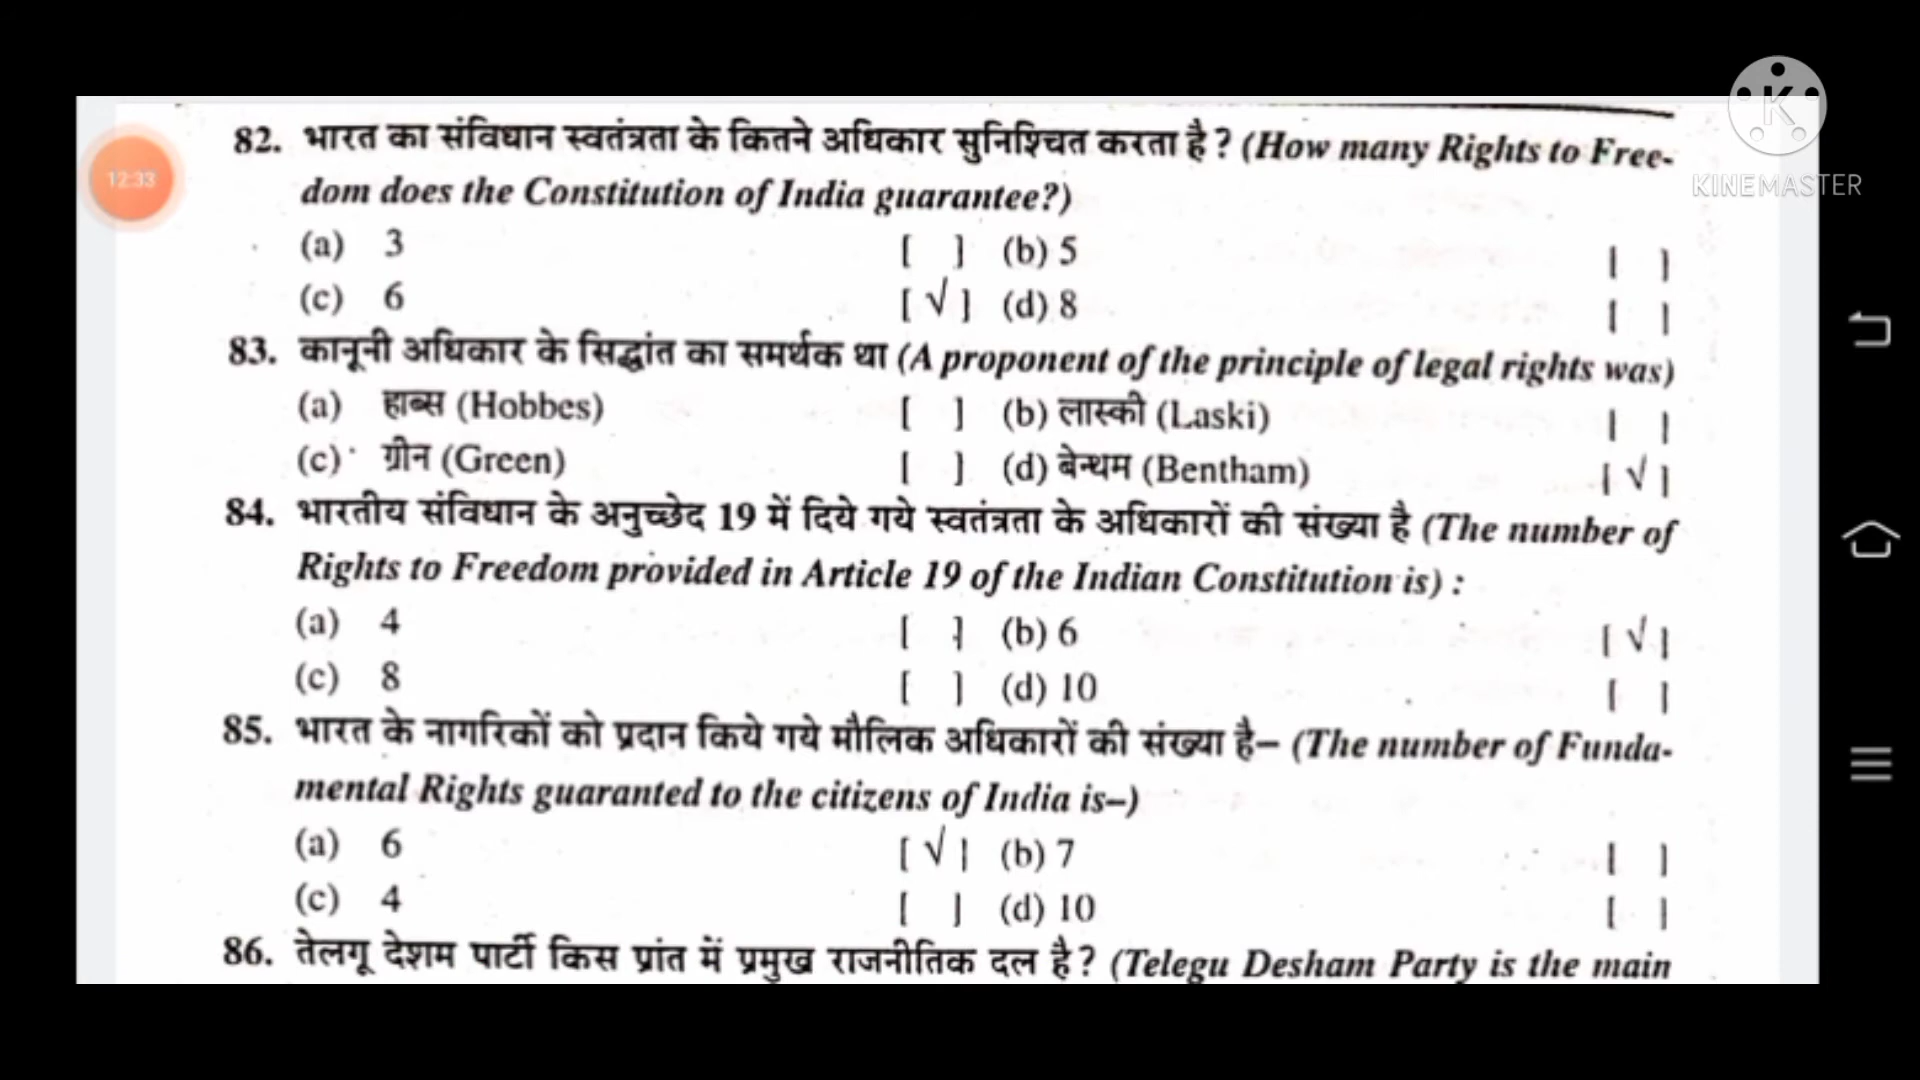 12:33
KINEMASTER
82. भारत का संविधान स्वतंत्रता के कितने अधिकार सुनिश्चित करता है ? (How many Rights to Free-
dom does the Constitution of India guarantee?)
(a) 3 [ ] (b) 5 [ ]
(c) 6 [ √ ] (d) 8 [ ]
83. कानूनी अधिकार के सिद्धांत का समर्थक था (A proponent of the principle of legal rights was)
(a) हाब्स (Hobbes) [ ] (b) लास्की (Laski) [ ]
(c) ग्रीन (Green) [ ] (d) बेन्थम (Bentham) [ √ ]
84. भारतीय संविधान के अनुच्छेद 19 में दिये गये स्वतंत्रता के अधिकारों की संख्या है (The number of
Rights to Freedom provided in Article 19 of the Indian Constitution is) :
(a) 4 [ ] (b) 6 [ √ ]
(c) 8 [ ] (d) 10 [ ]
85. भारत के नागरिकों को प्रदान किये गये मौलिक अधिकारों की संख्या है– (The number of Funda-
mental Rights guaranted to the citizens of India is–)
(a) 6 [ √ ] (b) 7 [ ]
(c) 4 [ ] (d) 10 [ ]
86. तेलगू देशम पार्टी किस प्रांत में प्रमुख राजनीतिक दल है ? (Telegu Desham Party is the main